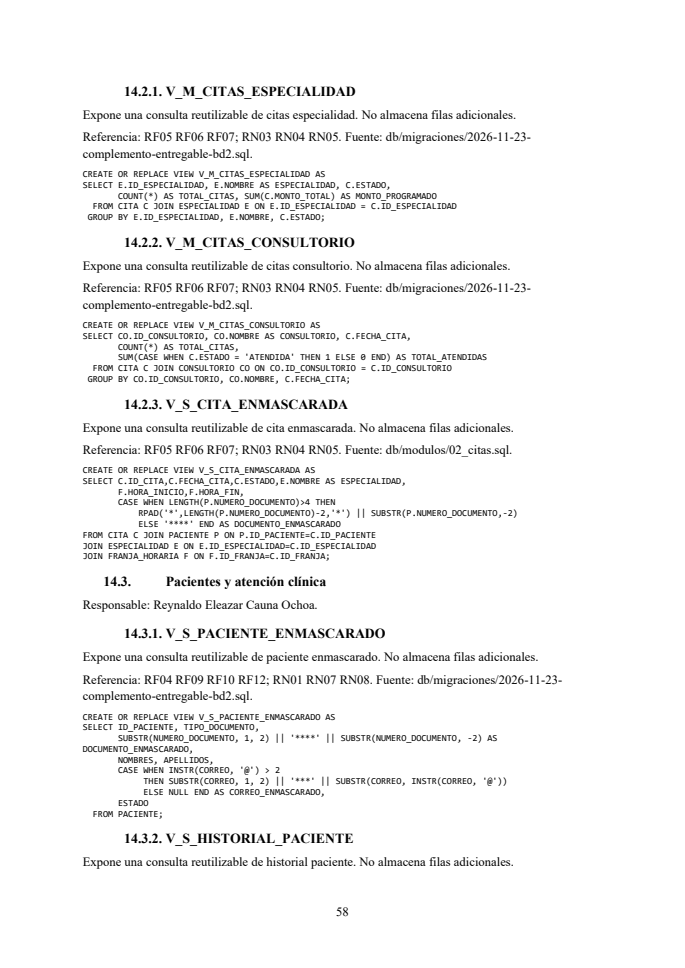 14.2.1. V_M_CITAS_ESPECIALIDAD
Expone una consulta reutilizable de citas especialidad. No almacena filas adicionales.
Referencia: RF05 RF06 RF07; RN03 RN04 RN05. Fuente: db/migraciones/2026-11-23-
complemento-entregable-bd2.sql.
CREATE OR REPLACE VIEW V_M_CITAS_ESPECIALIDAD AS
SELECT E.ID_ESPECIALIDAD, E.NOMBRE AS ESPECIALIDAD, C.ESTADO,
COUNT(*) AS TOTAL_CITAS, SUM(C.MONTO_TOTAL) AS MONTO_PROGRAMADO
FROM CITA C JOIN ESPECIALIDAD E ON E.ID_ESPECIALIDAD = C.ID_ESPECIALIDAD
GROUP BY E.ID_ESPECIALIDAD, E.NOMBRE, C.ESTADO;
14.2.2. V_M_CITAS_CONSULTORIO
Expone una consulta reutilizable de citas consultorio. No almacena filas adicionales.
Referencia: RF05 RF06 RF07; RN03 RN04 RN05. Fuente: db/migraciones/2026-11-23-
complemento-entregable-bd2.sql.
CREATE OR REPLACE VIEW V_M_CITAS_CONSULTORIO AS
SELECT CO.ID_CONSULTORIO, CO.NOMBRE AS CONSULTORIO, C.FECHA_CITA,
COUNT(*) AS TOTAL_CITAS,
SUM(CASE WHEN C.ESTADO = 'ATENDIDA' THEN 1 ELSE 0 END) AS TOTAL_ATENDIDAS
FROM CITA C JOIN CONSULTORIO CO ON CO.ID_CONSULTORIO = C.ID_CONSULTORIO
GROUP BY CO.ID_CONSULTORIO, CO.NOMBRE, C.FECHA_CITA;
14.2.3. V_S_CITA_ENMASCARADA
Expone una consulta reutilizable de cita enmascarada. No almacena filas adicionales.
Referencia: RF05 RF06 RF07; RN03 RN04 RN05. Fuente: db/modulos/02_citas.sql.
CREATE OR REPLACE VIEW V_S_CITA_ENMASCARADA AS
SELECT C.ID_CITA,C.FECHA_CITA,C.ESTADO,E.NOMBRE AS ESPECIALIDAD,
F.HORA_INICIO,F.HORA_FIN,
CASE WHEN LENGTH(P.NUMERO_DOCUMENTO)>4 THEN
RPAD('*',LENGTH(P.NUMERO_DOCUMENTO)-2,'*') || SUBSTR(P.NUMERO_DOCUMENTO,-2)
ELSE '****' END AS DOCUMENTO_ENMASCARADO
FROM CITA C JOIN PACIENTE P ON P.ID_PACIENTE=C.ID_PACIENTE
JOIN ESPECIALIDAD E ON E.ID_ESPECIALIDAD=C.ID_ESPECIALIDAD
JOIN FRANJA_HORARIA F ON F.ID_FRANJA=C.ID_FRANJA;
14.3. Pacientes y atención clínica
Responsable: Reynaldo Eleazar Cauna Ochoa.
14.3.1. V_S_PACIENTE_ENMASCARADO
Expone una consulta reutilizable de paciente enmascarado. No almacena filas adicionales.
Referencia: RF04 RF09 RF10 RF12; RN01 RN07 RN08. Fuente: db/migraciones/2026-11-23-
complemento-entregable-bd2.sql.
CREATE OR REPLACE VIEW V_S_PACIENTE_ENMASCARADO AS
SELECT ID_PACIENTE, TIPO_DOCUMENTO,
SUBSTR(NUMERO_DOCUMENTO, 1, 2) || '****' || SUBSTR(NUMERO_DOCUMENTO, -2) AS
DOCUMENTO_ENMASCARADO,
NOMBRES, APELLIDOS,
CASE WHEN INSTR(CORREO, '@') > 2
THEN SUBSTR(CORREO, 1, 2) || '***' || SUBSTR(CORREO, INSTR(CORREO, '@'))
ELSE NULL END AS CORREO_ENMASCARADO,
ESTADO
FROM PACIENTE;
14.3.2. V_S_HISTORIAL_PACIENTE
Expone una consulta reutilizable de historial paciente. No almacena filas adicionales.
58